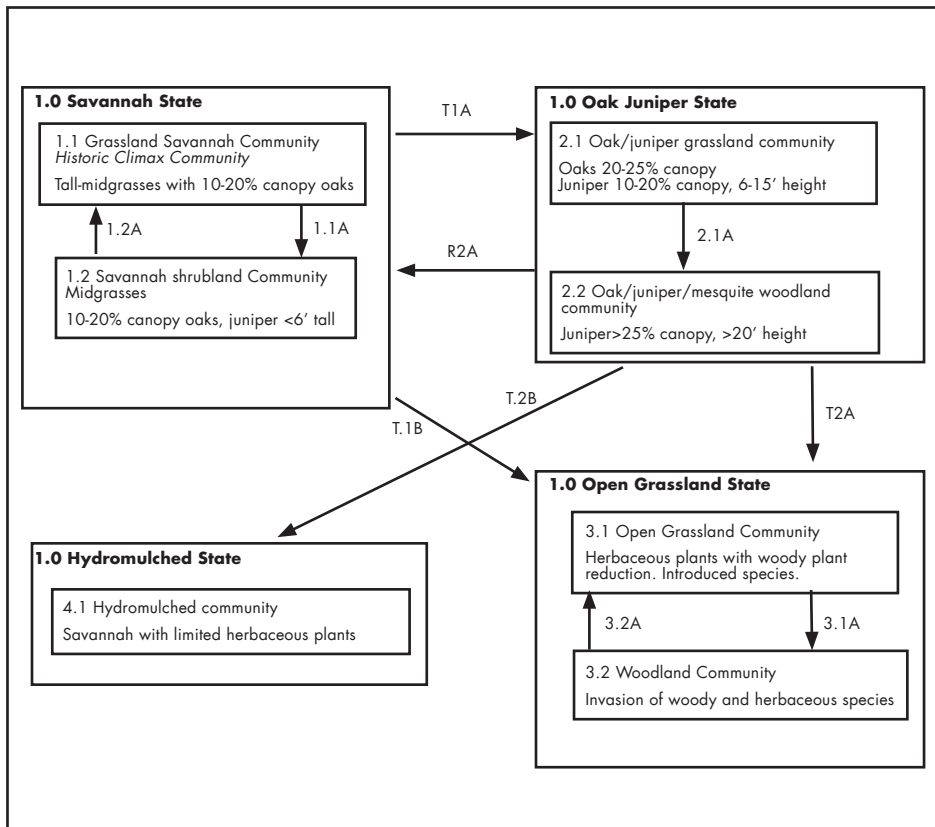 1.0 Savannah State
1.1 Grassland Savannah Community
Historic Climax Community
Tall-midgrasses with 10-20% canopy oaks
1.2A
1.1A
1.2 Savannah shrubland Community
Midgrasses
10-20% canopy oaks, juniper <6’ tall
T1A
R2A
1.0 Oak Juniper State
2.1 Oak/juniper grassland community
Oaks 20-25% canopy
Juniper 10-20% canopy, 6-15’ height
2.1A
2.2 Oak/juniper/mesquite woodland
community
Juniper>25% canopy, >20’ height
T.1B
T.2B
T2A
1.0 Hydromulched State
4.1 Hydromulched community
Savannah with limited herbaceous plants
1.0 Open Grassland State
3.1 Open Grassland Community
Herbaceous plants with woody plant
reduction. Introduced species.
3.2A
3.1A
3.2 Woodland Community
Invasion of woody and herbaceous species